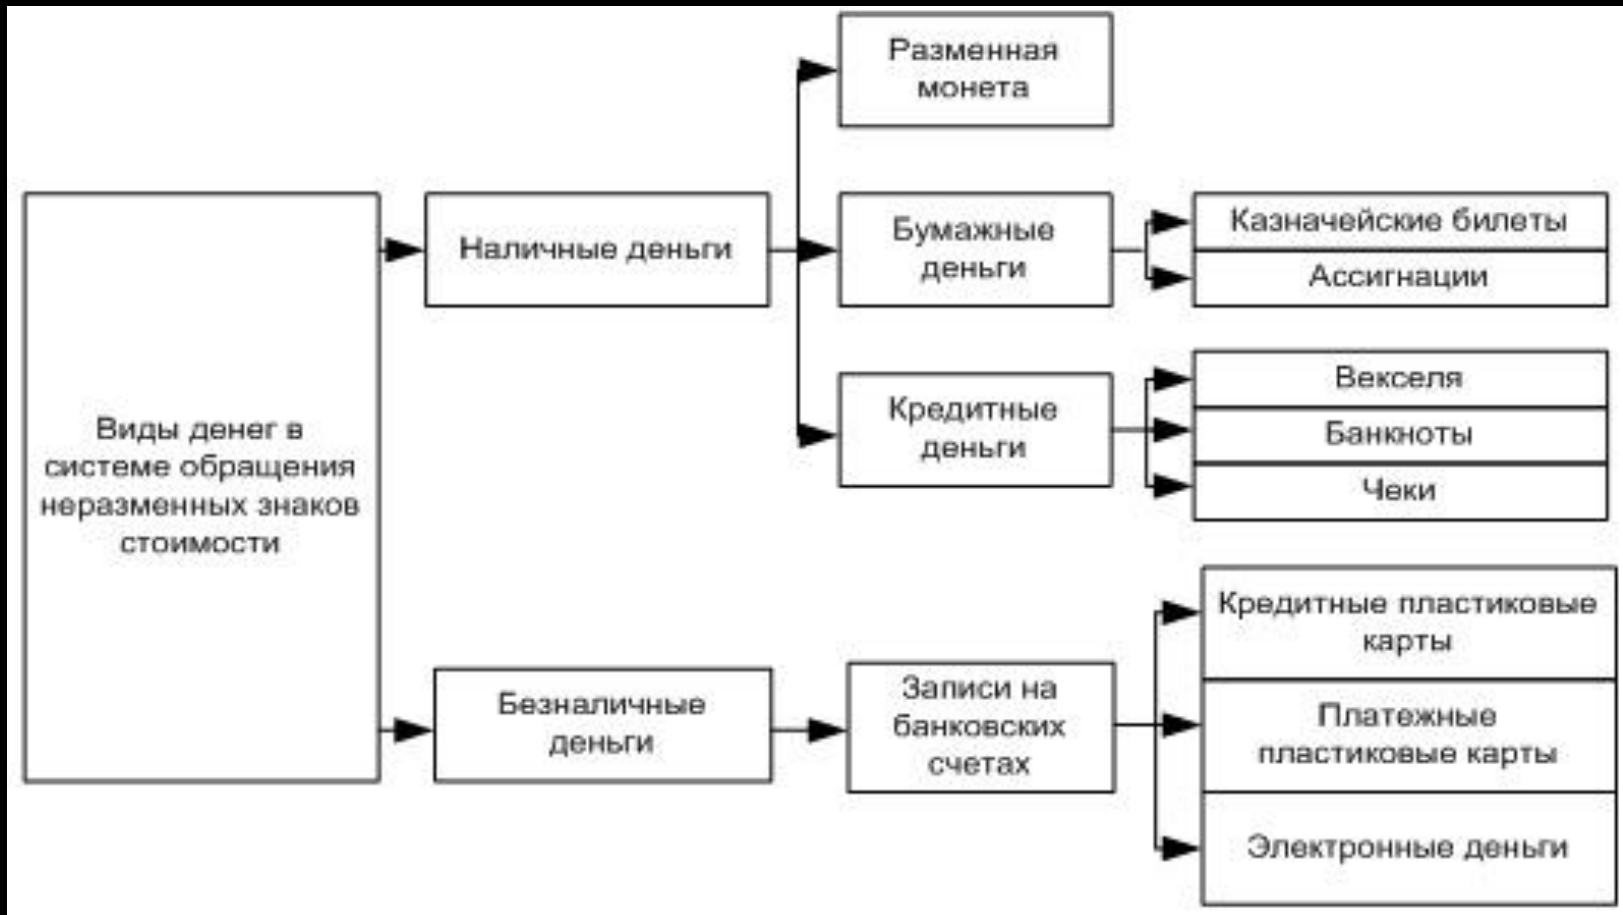 Виды денег в
системе обращения
неразменных знаков
стоимости
Наличные деньги
Разменная
монета
Бумажные
деньги
Казначейские билеты
Ассигнации
Кредитные
деньги
Векселя
Банкноты
Чеки
Безналичные
деньги
Записи на
банковских
счетах
Кредитные пластиковые
карты
Платежные
пластиковые карты
Электронные деньги